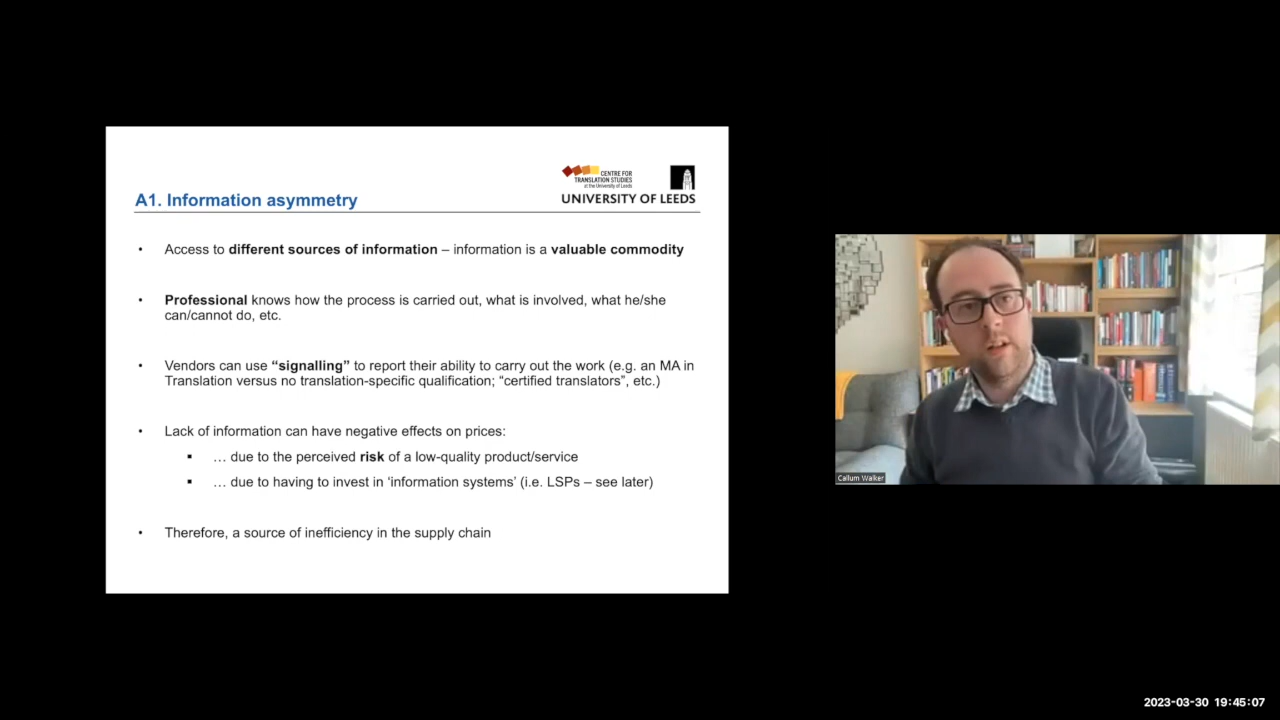 CENTRE FOR
TRANSLATION STUDIES
at the University of Leeds
UNIVERSITY OF LEEDS
A1. Information asymmetry
• Access to different sources of information – information is a valuable commodity
• Professional knows how the process is carried out, what is involved, what he/she
can/cannot do, etc.
• Vendors can use “signalling” to report their ability to carry out the work (e.g. an MA in
Translation versus no translation-specific qualification; “certified translators”, etc.)
• Lack of information can have negative effects on prices:
▪ … due to the perceived risk of a low-quality product/service
▪ … due to having to invest in ‘information systems’ (i.e. LSPs – see later)
• Therefore, a source of inefficiency in the supply chain
Callum Walker
2023-03-30 19:45:07